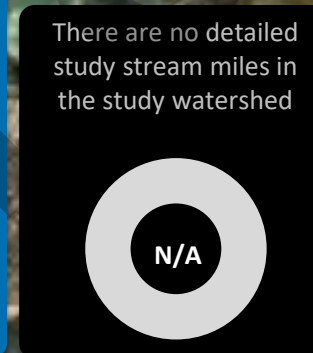 There are no detailed
study stream miles in
the study watershed
N/A